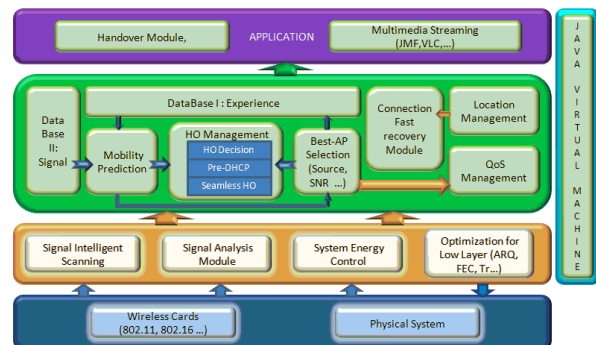 Handover Module,
APPLICATION
Multimedia Streaming
(JMF,VLC,...)
DataBase I : Experience
Data
Base
II:
Signal
Mobility
Prediction
HO Management
HO Decision
Pre-DHCP
Seamless HO
Best-AP
Selection
(Source,
SNR ...)
Connection
Fast
recovery
Module
Location
Management
QoS
Management
Signal Intelligent
Scanning
Signal Analysis
Module
System Energy
Control
Optimization for
Low Layer (ARQ,
FEC, Tr...)
Wireless Cards
(802.11, 802.16 ...)
Physical System
JAVA VIRTUAL MACHINE